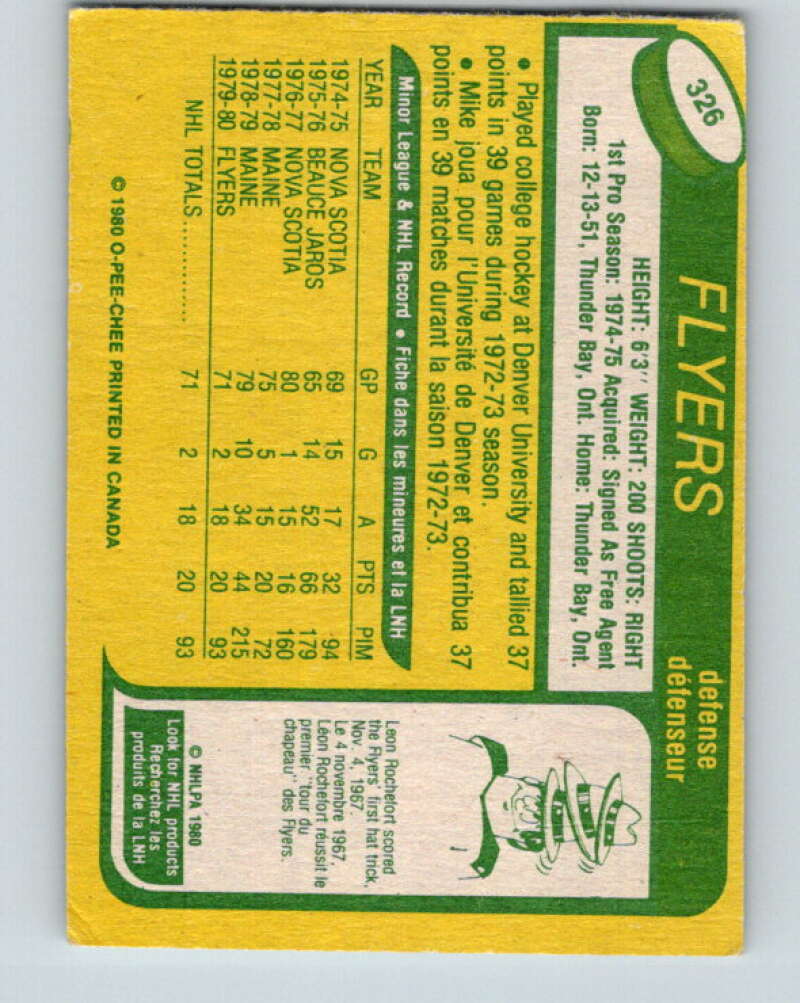 326
FLYERS
defense
défenseur
HEIGHT: 6'3" WEIGHT: 200 SHOOTS: RIGHT
1st Pro Season: 1974-75 Acquired: Signed As Free Agent
Born: 12-13-51, Thunder Bay, Ont. Home: Thunder Bay, Ont.
• Played college hockey at Denver University and tallied 37
points in 39 games during 1972-73 season.
• Mike joua pour l'Université de Denver et contribua 37
points en 39 matches durant la saison 1972-73.
Minor League & NHL Record • Fiche dans les mineures et la LNH
YEAR TEAM GP G A PTS PIM
1974-75 NOVA SCOTIA 69 15 17 32 94
1975-76 BEAUCE JAROS 65 14 52 66 179
1976-77 NOVA SCOTIA 80 1 15 16 160
1977-78 MAINE 75 5 15 20 72
1978-79 MAINE 79 10 34 44 215
1979-80 FLYERS 71 2 18 20 93
NHL TOTALS............... 71 2 18 20 93
© 1980 O-PEE-CHEE PRINTED IN CANADA
Leon Rochefort scored
the Flyers' first hat trick,
Nov. 4, 1967.
Le 4 novembre 1967,
Léon Rochefort réussit le
premier "tour du
chapeau" des Flyers.
© NHLPA 1980
Look for NHL products
Recherchez les
produits de la LNH